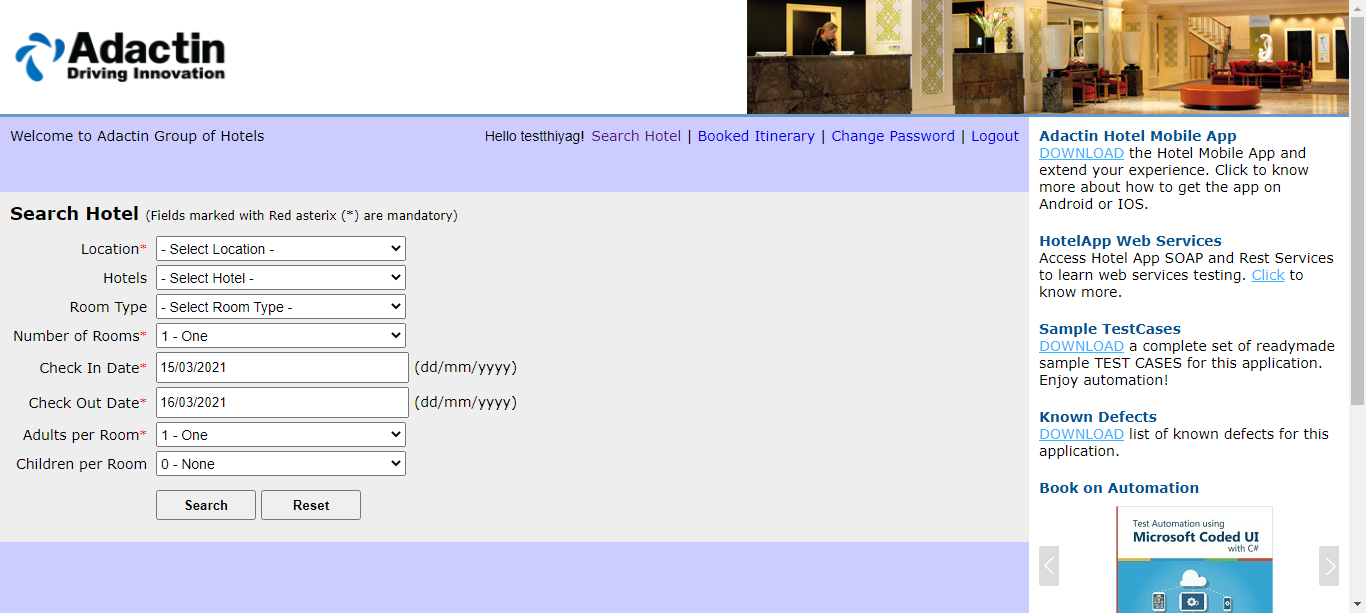 Adactin
Driving Innovation
Welcome to Adactin Group of Hotels
Hello testthiyag! Search Hotel | Booked Itinerary | Change Password | Logout
Search Hotel (Fields marked with Red asterix (*) are mandatory)
Location* - Select Location -
Hotels - Select Hotel -
Room Type - Select Room Type -
Number of Rooms* 1 - One
Check In Date* 15/03/2021 (dd/mm/yyyy)
Check Out Date* 16/03/2021 (dd/mm/yyyy)
Adults per Room* 1 - One
Children per Room 0 - None
Search Reset
Adactin Hotel Mobile App
DOWNLOAD the Hotel Mobile App and
extend your experience. Click to know
more about how to get the app on
Android or IOS.
HotelApp Web Services
Access Hotel App SOAP and Rest Services
to learn web services testing. Click to
know more.
Sample TestCases
DOWNLOAD a complete set of readymade
sample TEST CASES for this application.
Enjoy automation!
Known Defects
DOWNLOAD list of known defects for this
application.
Book on Automation
Test Automation using
Microsoft Coded UI
with C#